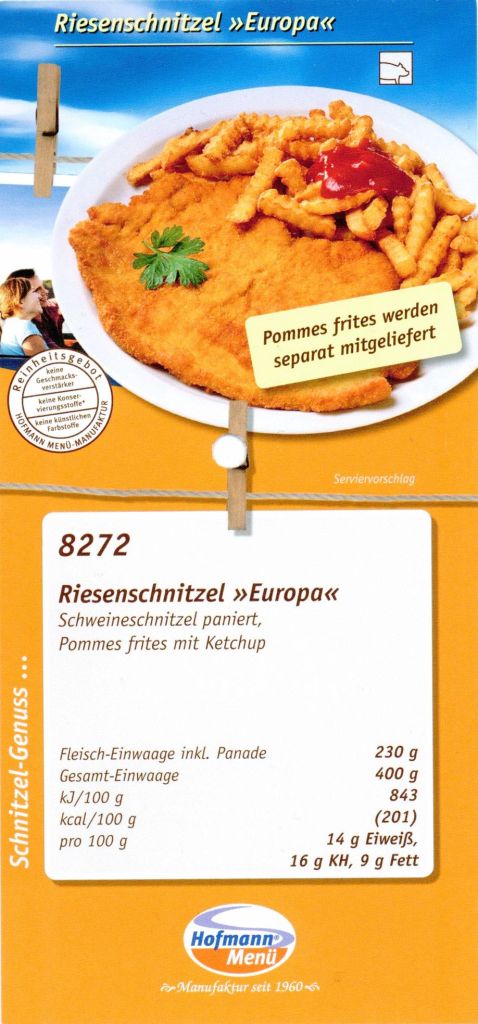 Riesenschnitzel »Europa«
Pommes frites werden
separat mitgeliefert
Reinheitsgebot
keine
Geschmacks-
verstärker
keine Konser-
vierungsstoffe*
keine künstlichen
Farbstoffe
HOFMANN MENÜ-MANUFAKTUR
Serviervorschlag
8272
Riesenschnitzel »Europa«
Schweineschnitzel paniert,
Pommes frites mit Ketchup
Schnitzel-Genuss ...
Fleisch-Einwaage inkl. Panade 230 g
Gesamt-Einwaage 400 g
kJ/100 g 843
kcal/100 g (201)
pro 100 g 14 g Eiweiß,
16 g KH, 9 g Fett
Hofmann®
Menü
Manufaktur seit 1960